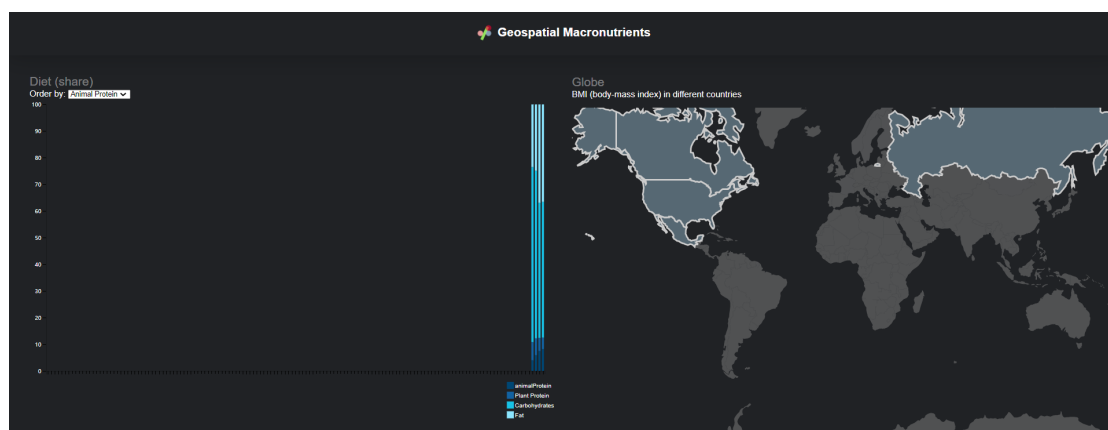 Geospatial Macronutrients
Diet (share)
Order by: Animal Protein
100
90
80
70
60
50
40
30
20
10
0
animalProtein
Plant Protein
Carbohydrates
Fat
Globe
BMI (body-mass index) in different countries